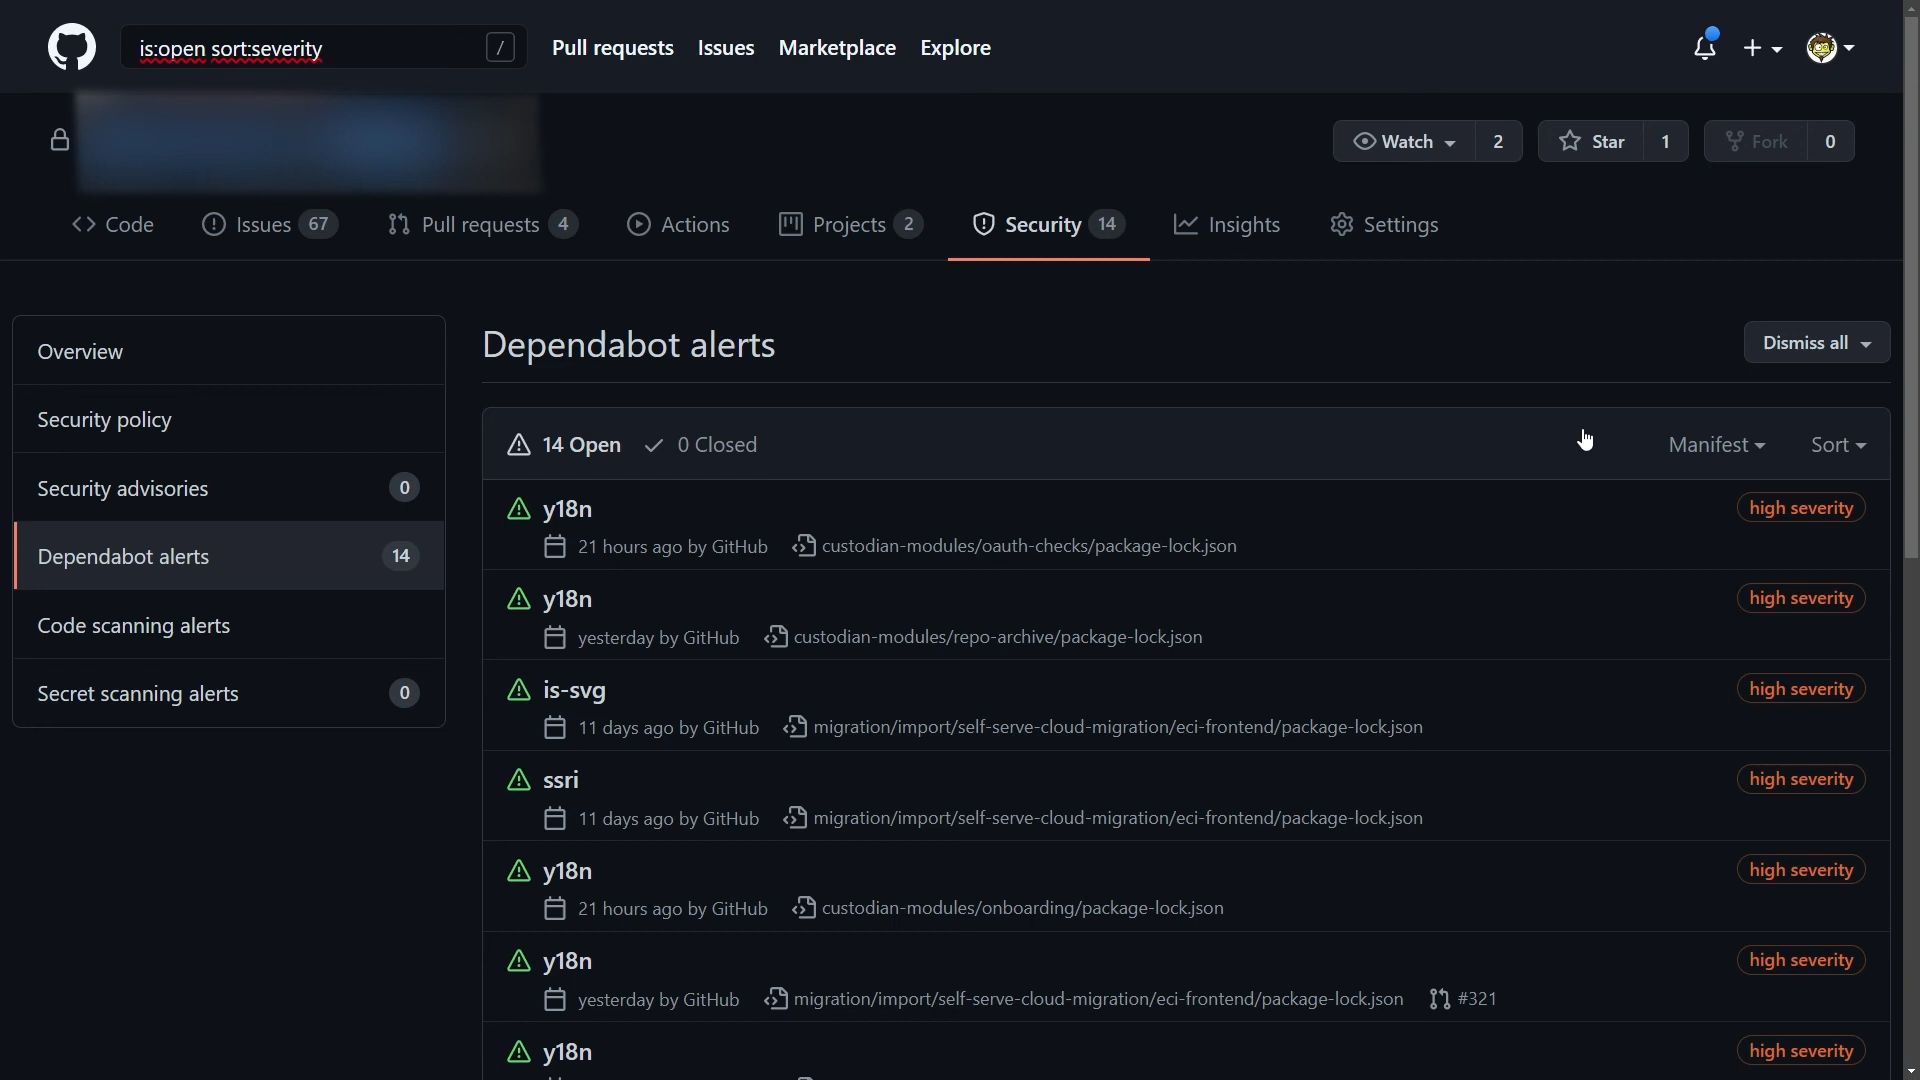 is:open sort:severity / Pull requests Issues Marketplace Explore
Watch 2 Star 1 Fork 0
Code Issues 67 Pull requests 4 Actions Projects 2 Security 14 Insights Settings
Overview
Security policy
Security advisories 0
Dependabot alerts 14
Code scanning alerts
Secret scanning alerts 0
Dependabot alerts Dismiss all
14 Open 0 Closed Manifest Sort
y18n high severity
21 hours ago by GitHub custodian-modules/oauth-checks/package-lock.json
y18n high severity
yesterday by GitHub custodian-modules/repo-archive/package-lock.json
is-svg high severity
11 days ago by GitHub migration/import/self-serve-cloud-migration/eci-frontend/package-lock.json
ssri high severity
11 days ago by GitHub migration/import/self-serve-cloud-migration/eci-frontend/package-lock.json
y18n high severity
21 hours ago by GitHub custodian-modules/onboarding/package-lock.json
y18n high severity
yesterday by GitHub migration/import/self-serve-cloud-migration/eci-frontend/package-lock.json #321
y18n high severity